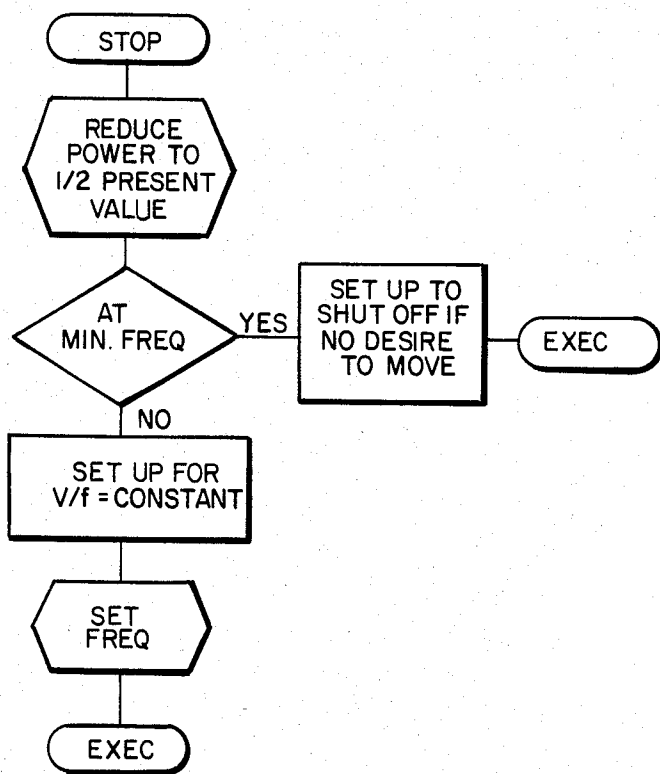 STOP
REDUCE
POWER TO
1/2 PRESENT
VALUE
AT
MIN. FREQ
YES
SET UP TO
SHUT OFF IF
NO DESIRE
TO MOVE
EXEC
NO
SET UP FOR
V/f = CONSTANT
SET
FREQ
EXEC